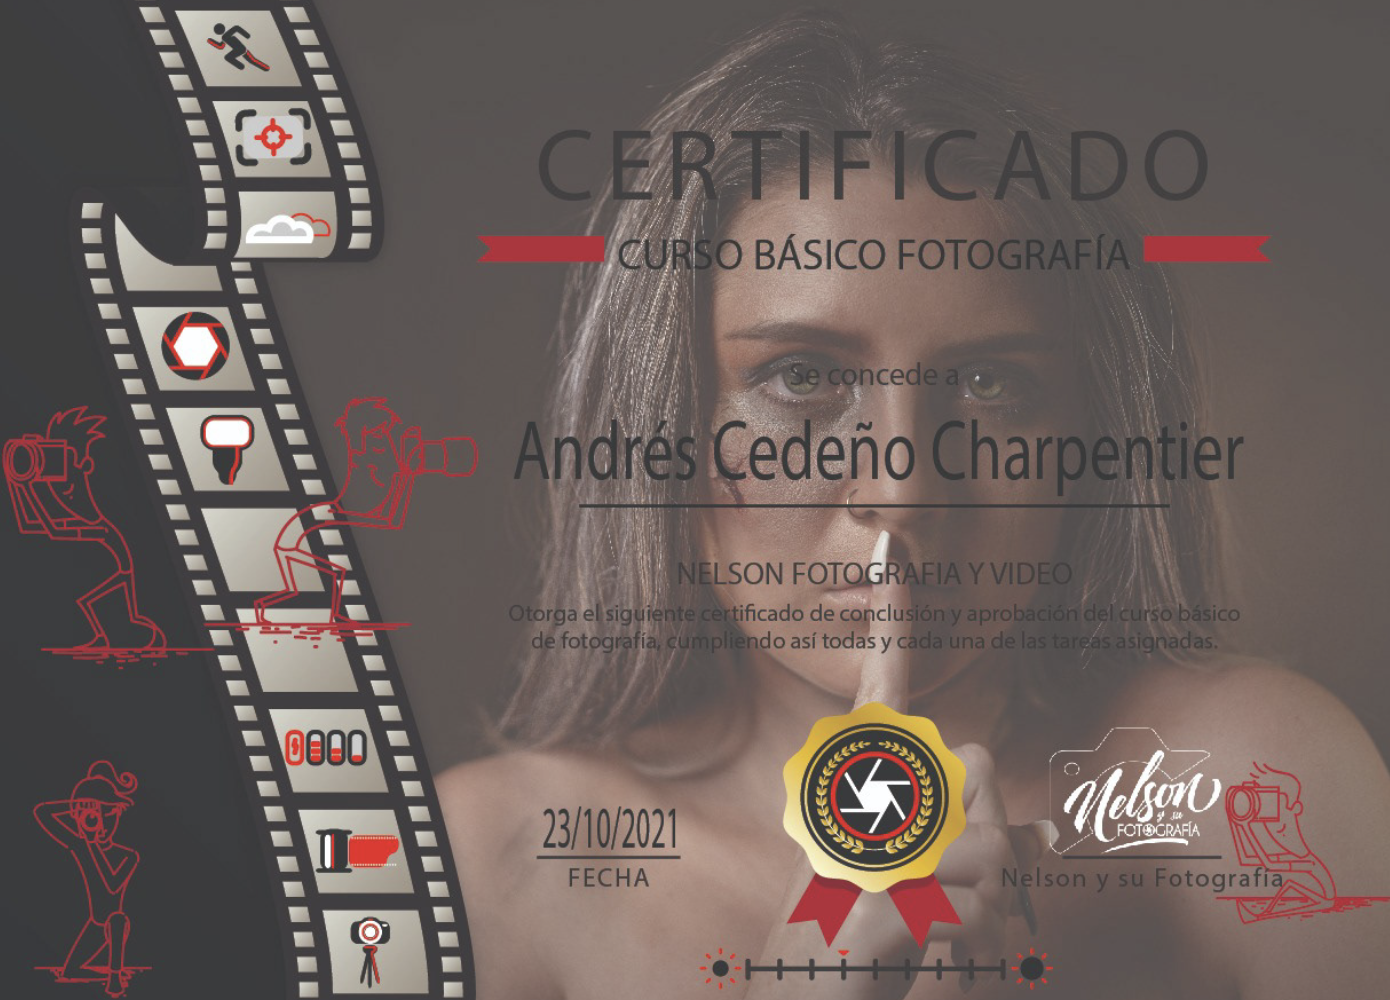 CERTIFICADO
CURSO BÁSICO FOTOGRAFÍA
Se concede a
Andrés Cedeño Charpentier
NELSON FOTOGRAFIA Y VIDEO
Otorga el siguiente certificado de conclusión y aprobación del curso básico
de fotografía, cumpliendo así todas y cada una de las tareas asignadas.
23/10/2021
FECHA
Nelson
y su
FOTOGRAFÍA
Nelson y su Fotografía